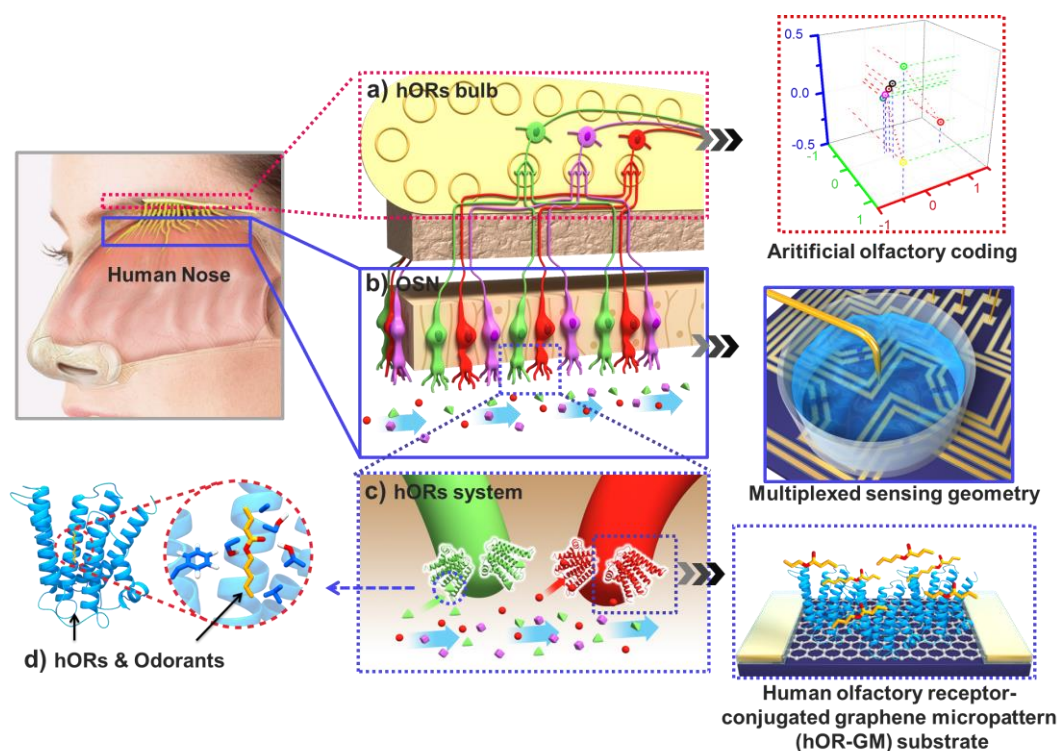 a) hORs bulb
Human Nose
b) OSN
c) hORs system
d) hORs & Odorants
0.5
0.0
-0.5
-1
0
1
-1
0
1
Aritificial olfactory coding
Multiplexed sensing geometry
Human olfactory receptor-
conjugated graphene micropattern
(hOR-GM) substrate